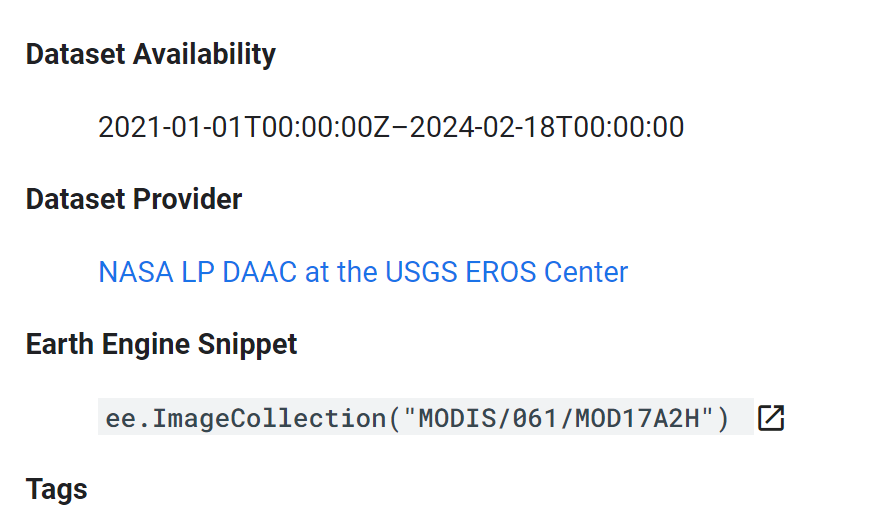 Dataset Availability
2021-01-01T00:00:00Z–2024-02-18T00:00:00
Dataset Provider
NASA LP DAAC at the USGS EROS Center
Earth Engine Snippet
ee.ImageCollection("MODIS/061/MOD17A2H")
Tags